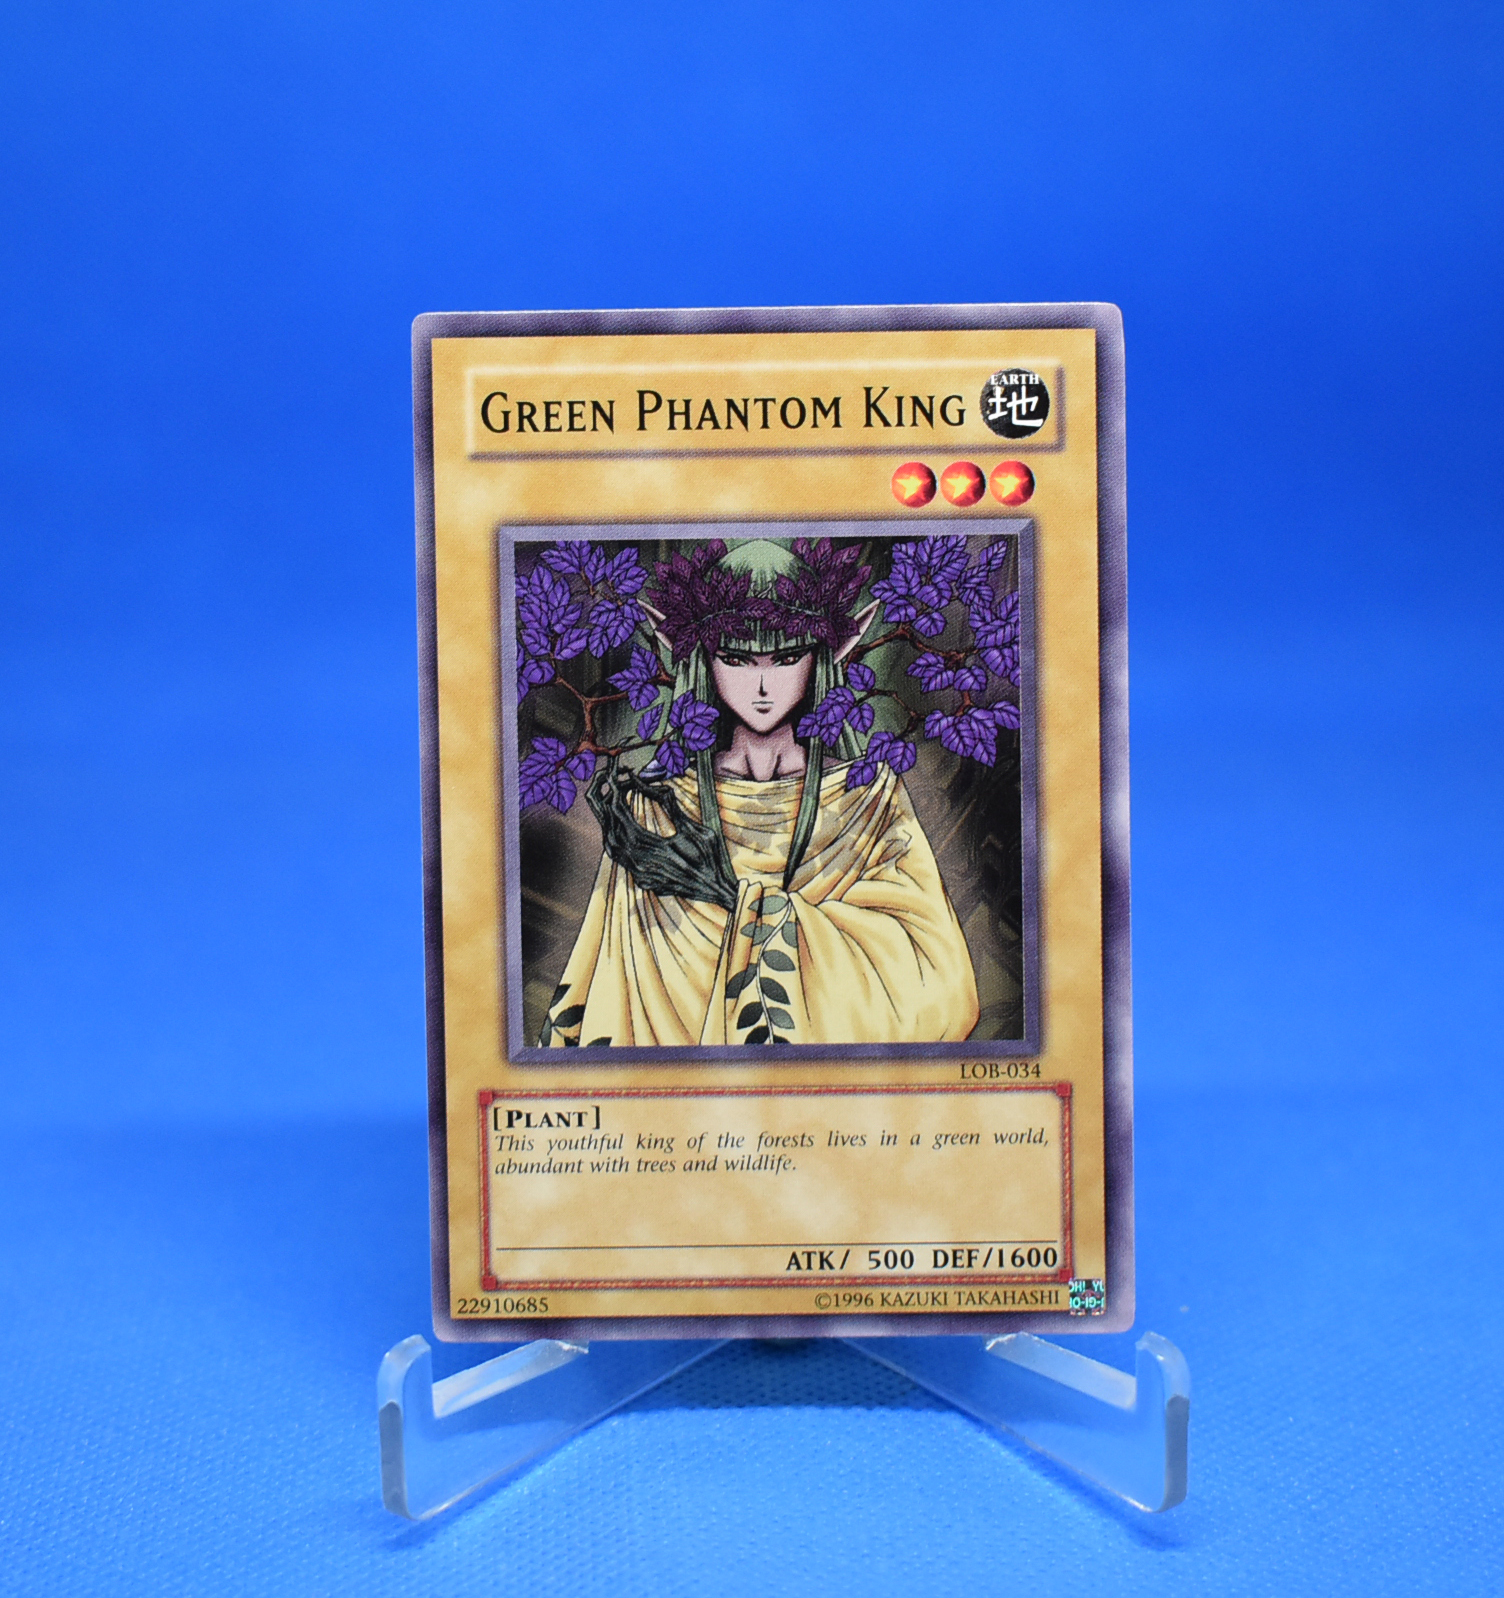 GREEN PHANTOM KING
EARTH
地
LOB-034
[PLANT]
This youthful king of the forests lives in a green world,
abundant with trees and wildlife.
ATK/ 500 DEF/1600
22910685
©1996 KAZUKI TAKAHASHI